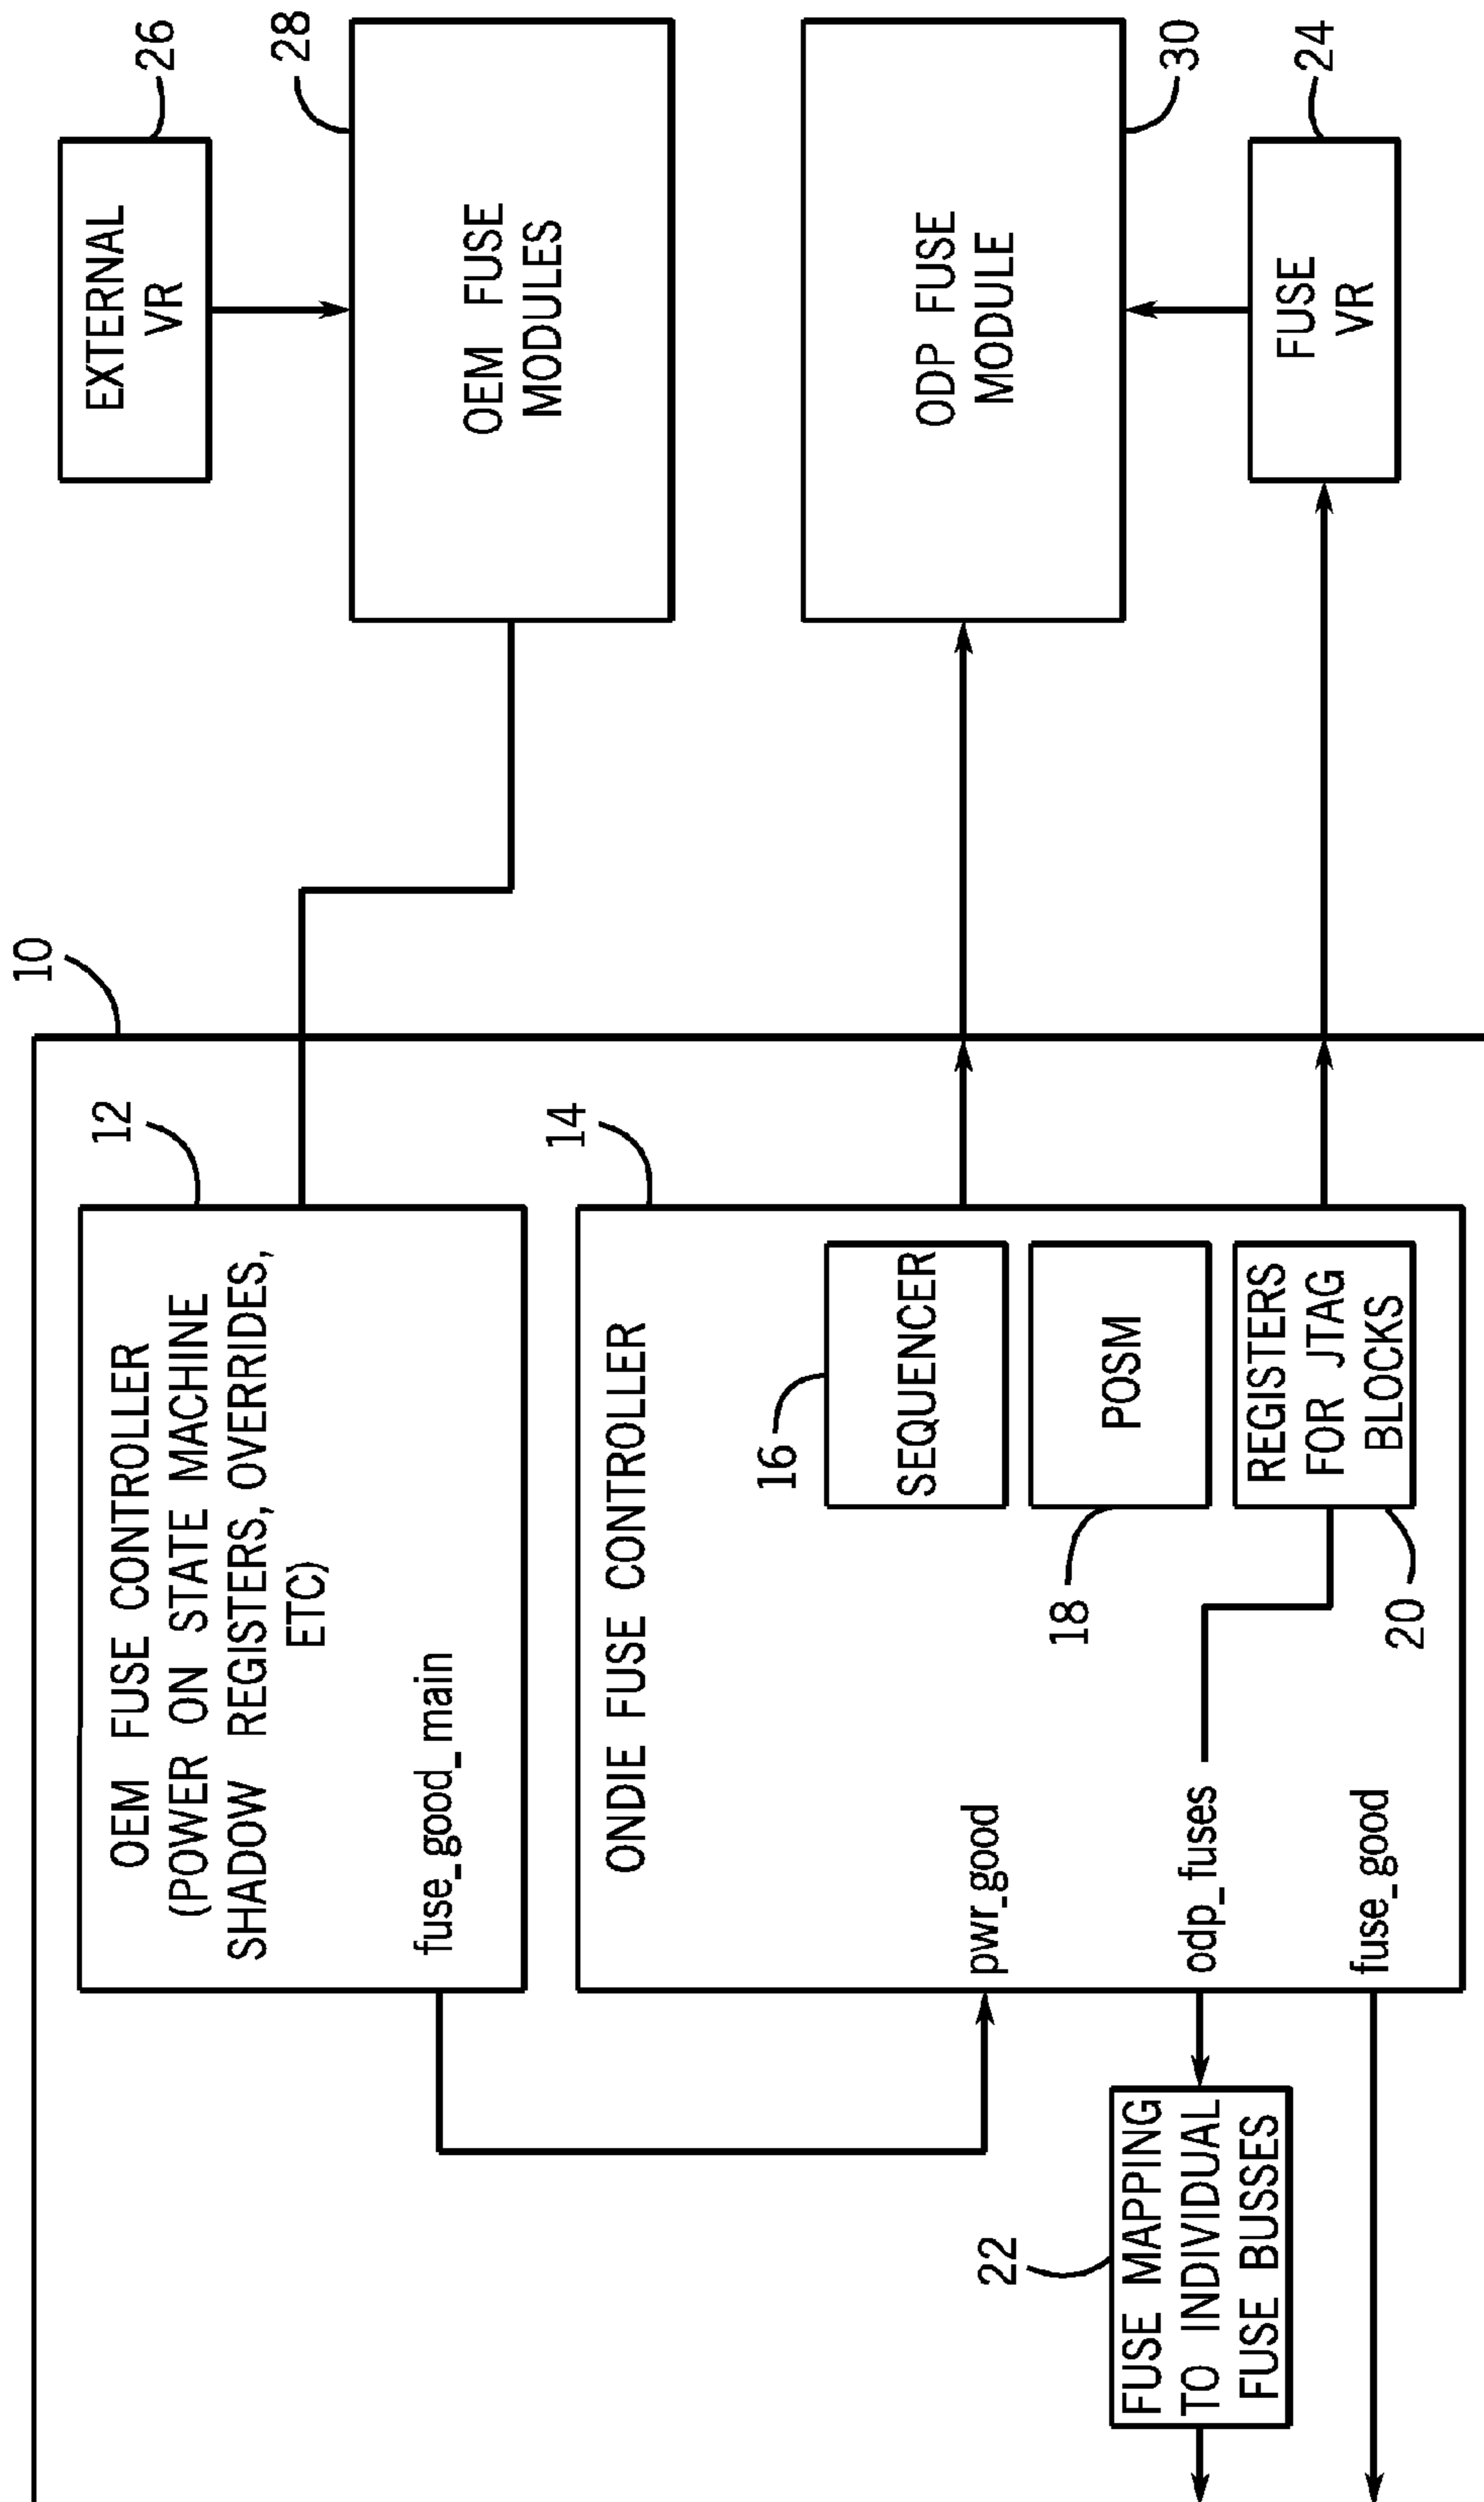 10
12
OEM FUSE CONTROLLER
(POWER ON STATE MACHINE
SHADOW REGISTERS, OVERRIDES,
ETC)
fuse_good_main
14
ONDIE FUSE CONTROLLER
16
SEQUENCER
pwr_good
18
POSM
odp_fuses
REGISTERS
FOR JTAG
BLOCKS
20
fuse_good
22
FUSE MAPPING
TO INDIVIDUAL
FUSE BUSSES
EXTERNAL
VR
26
28
OEM FUSE
MODULES
ODP FUSE
MODULE
30
FUSE
VR
24